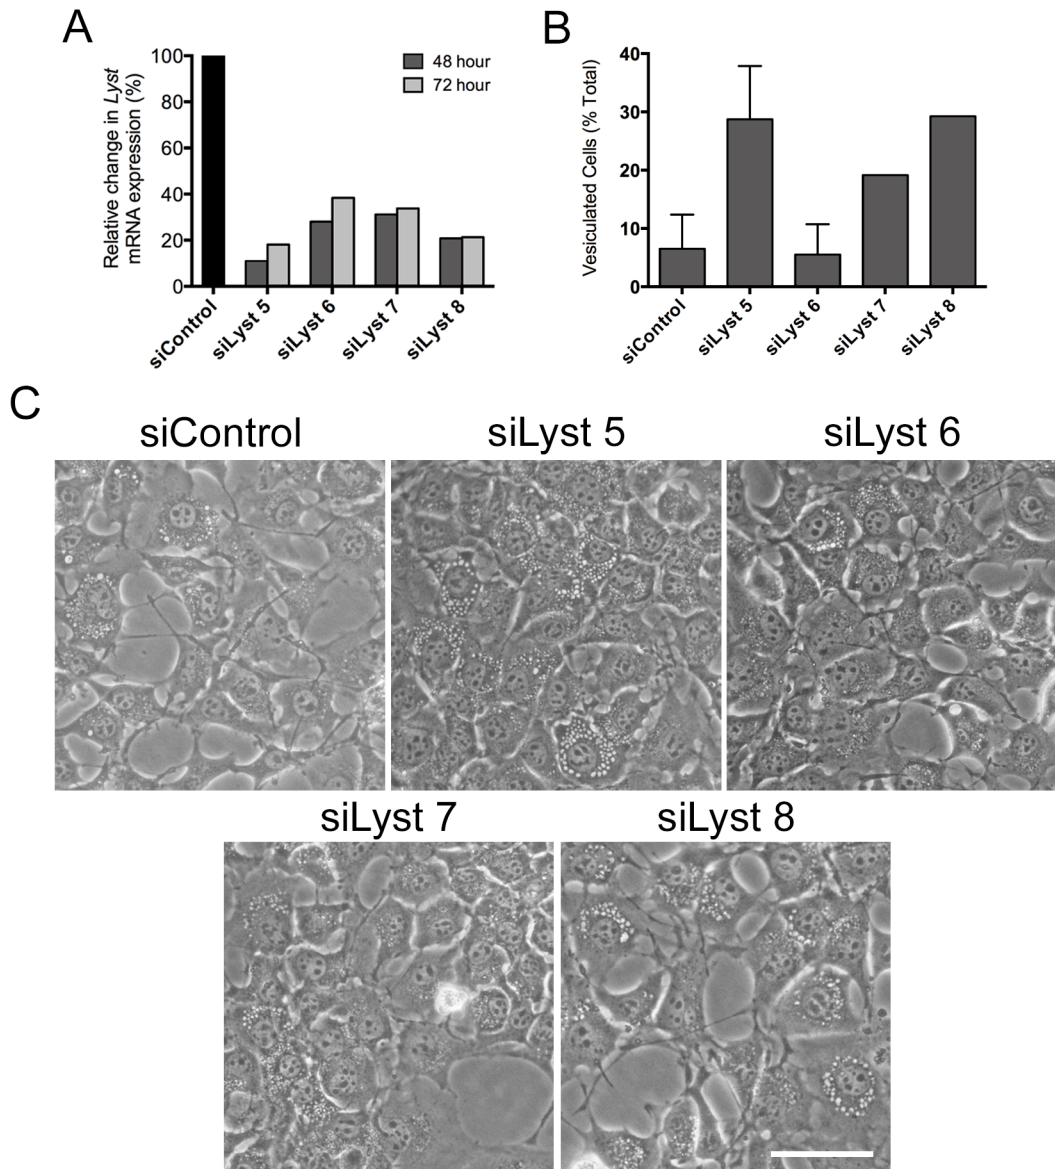 A
Relative change in Lyst
mRNA expression (%)
100
80
60
40
20
0
48 hour
72 hour
siControl
siLyst 5
siLyst 6
siLyst 7
siLyst 8
B
Vesiculated Cells (% Total)
40
30
20
10
0
siControl
siLyst 5
siLyst 6
siLyst 7
siLyst 8
C
siControl
siLyst 5
siLyst 6
siLyst 7
siLyst 8